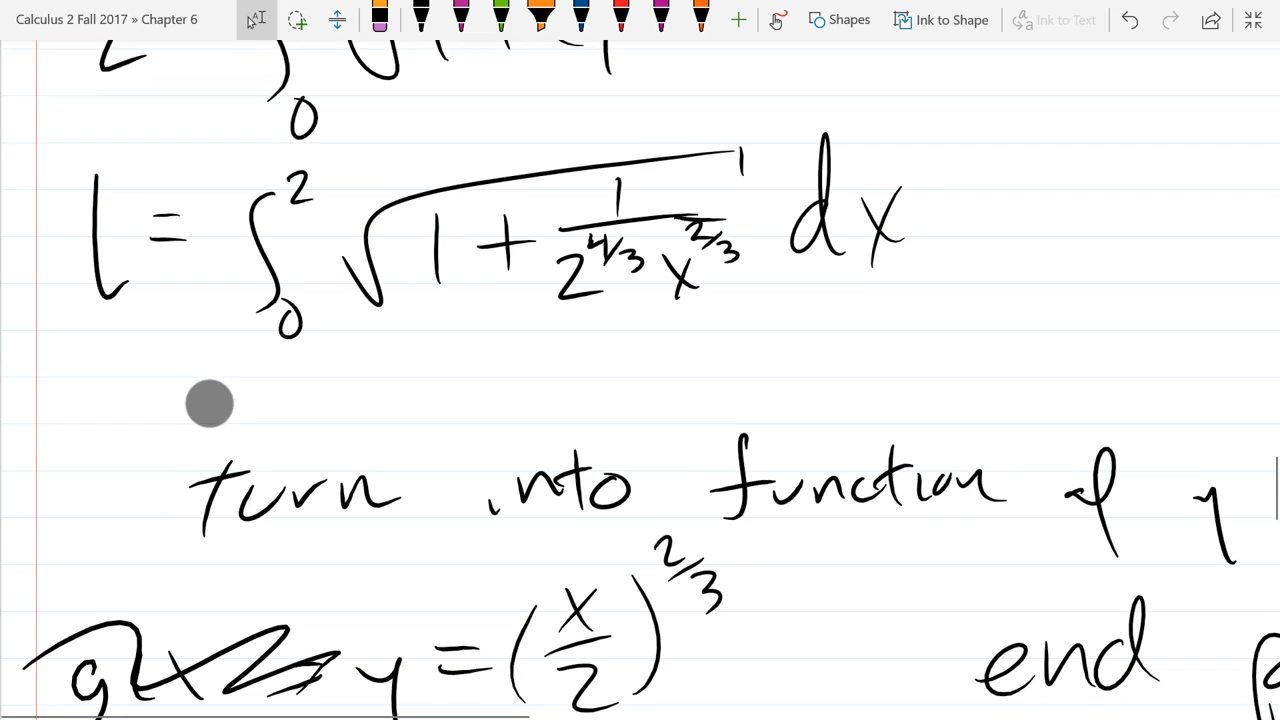 Calculus 2 Fall 2017 » Chapter 6 Shapes Ink to Shape Ink to Text
0
L = ∫₀² √(1 + 1/(2^(4/3) x^(2/3))) dx
turn into function of y
y = (x/2)^(2/3) end